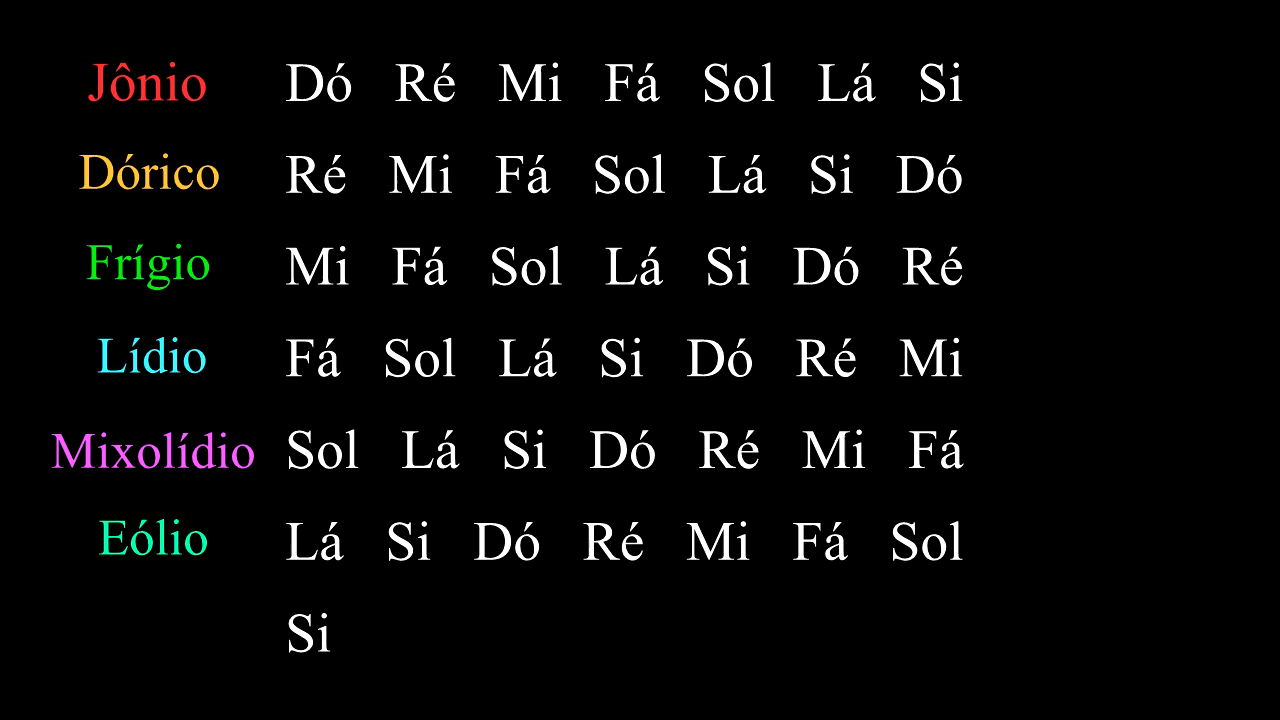 Jônio Dó Ré Mi Fá Sol Lá Si
Dórico Ré Mi Fá Sol Lá Si Dó
Frígio Mi Fá Sol Lá Si Dó Ré
Lídio Fá Sol Lá Si Dó Ré Mi
Mixolídio Sol Lá Si Dó Ré Mi Fá
Eólio Lá Si Dó Ré Mi Fá Sol
Si